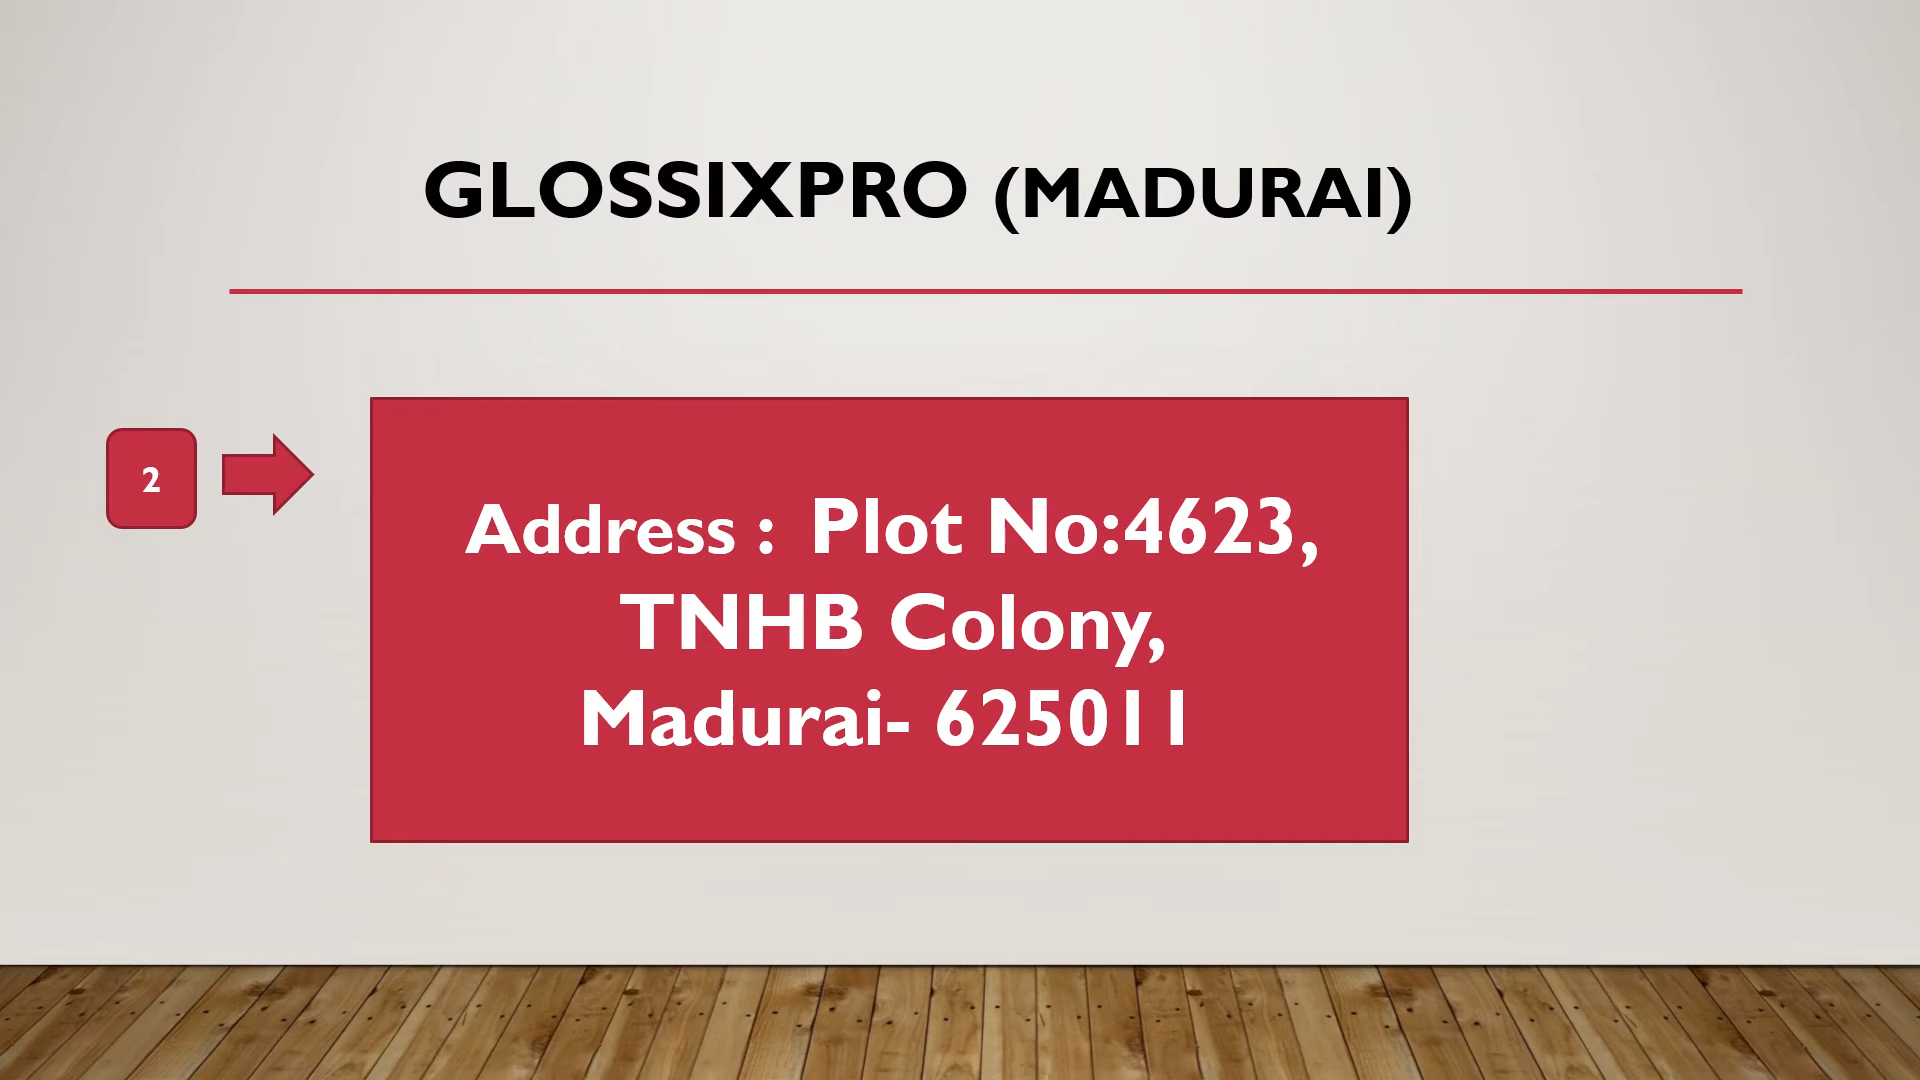 GLOSSIXPRO (MADURAI)
2
Address : Plot No:4623,
TNHB Colony,
Madurai- 625011